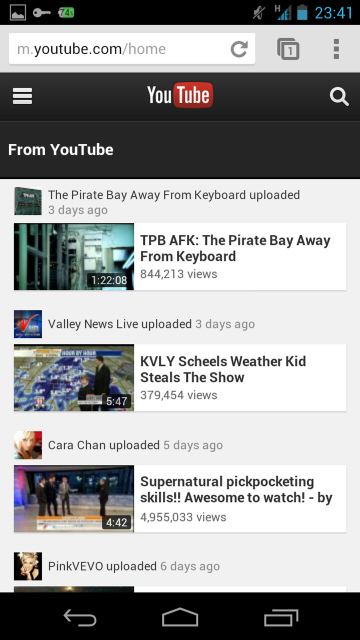 23:41
m.youtube.com/home
1
YouTube
From YouTube
The Pirate Bay Away From Keyboard uploaded
3 days ago
1:22:08
TPB AFK: The Pirate Bay Away
From Keyboard
844,213 views
Valley News Live uploaded 3 days ago
HOUR BY HOUR
5:47
KVLY Scheels Weather Kid
Steals The Show
379,454 views
Cara Chan uploaded 5 days ago
4:42
Supernatural pickpocketing
skills!! Awesome to watch! - by
4,955,033 views
PinkVEVO uploaded 6 days ago